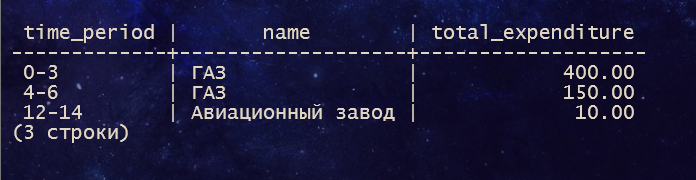 time_period | name | total_expenditure
-------------+--------------------+-------------------
0-3 | ГАЗ | 400.00
4-6 | ГАЗ | 150.00
12-14 | Авиационный завод | 10.00
(3 строки)